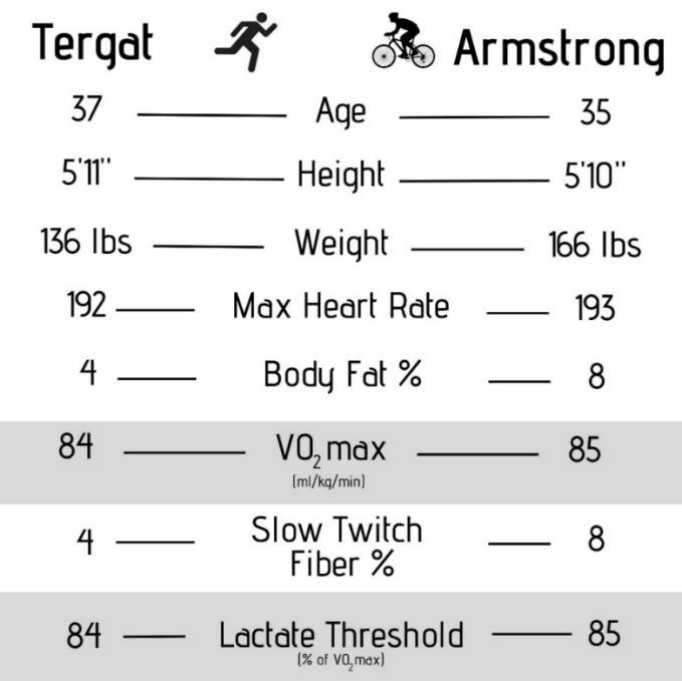 Tergat Armstrong
37 Age 35
5'11" Height 5'10"
136 lbs Weight 166 lbs
192 Max Heart Rate 193
4 Body Fat % 8
84 VO₂ max 85
(ml/kg/min)
4 Slow Twitch 8
Fiber %
84 Lactate Threshold 85
(% of VO₂max)